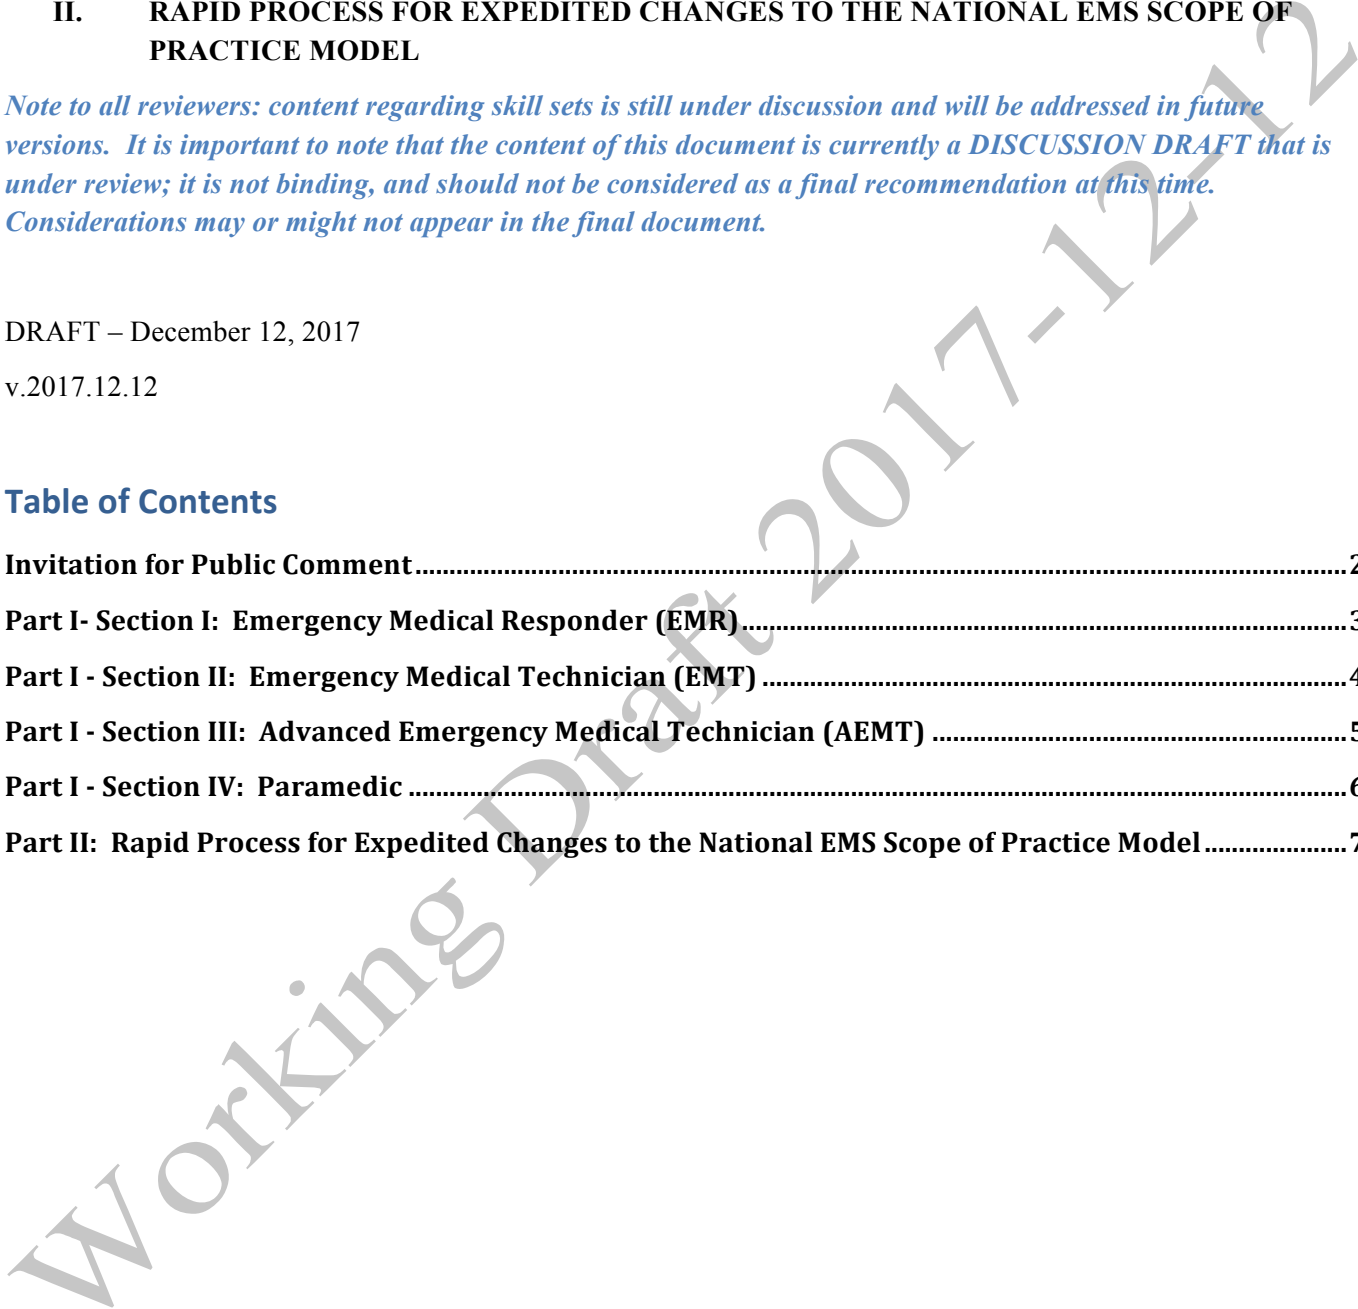 II. RAPID PROCESS FOR EXPEDITED CHANGES TO THE NATIONAL EMS SCOPE OF
PRACTICE MODEL
Note to all reviewers: content regarding skill sets is still under discussion and will be addressed in future
versions. It is important to note that the content of this document is currently a DISCUSSION DRAFT that is
under review; it is not binding, and should not be considered as a final recommendation at this time.
Considerations may or might not appear in the final document.
DRAFT – December 12, 2017
v.2017.12.12
Table of Contents
Invitation for Public Comment 2
Part I- Section I: Emergency Medical Responder (EMR) 3
Part I - Section II: Emergency Medical Technician (EMT) 4
Part I - Section III: Advanced Emergency Medical Technician (AEMT) 5
Part I - Section IV: Paramedic 6
Part II: Rapid Process for Expedited Changes to the National EMS Scope of Practice Model 7
Working Draft 2017-12-12